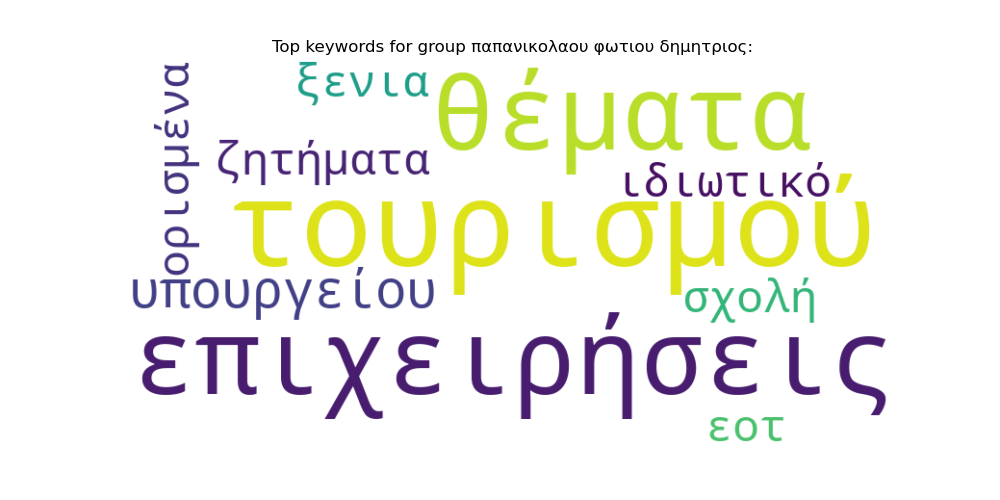 Top keywords for group παπανικολαου φωτιου δημητριος:
ορισμένα
ξενια
θέματα
ζητήματα
ιδιωτικό
τουρισμού
υπουργείου
σχολή
επιχειρήσεις
εοτ